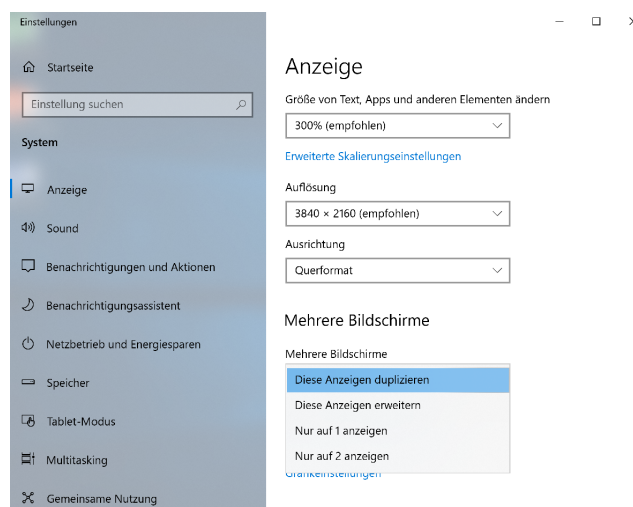 Einstellungen
Startseite
Einstellung suchen
System
Anzeige
Sound
Benachrichtigungen und Aktionen
Benachrichtigungsassistent
Netzbetrieb und Energiesparen
Speicher
Tablet-Modus
Multitasking
Gemeinsame Nutzung
Anzeige
Größe von Text, Apps und anderen Elementen ändern
300% (empfohlen)
Erweiterte Skalierungseinstellungen
Auflösung
3840 × 2160 (empfohlen)
Ausrichtung
Querformat
Mehrere Bildschirme
Mehrere Bildschirme
Diese Anzeigen duplizieren
Diese Anzeigen erweitern
Nur auf 1 anzeigen
Nur auf 2 anzeigen
Grafikeinstellungen